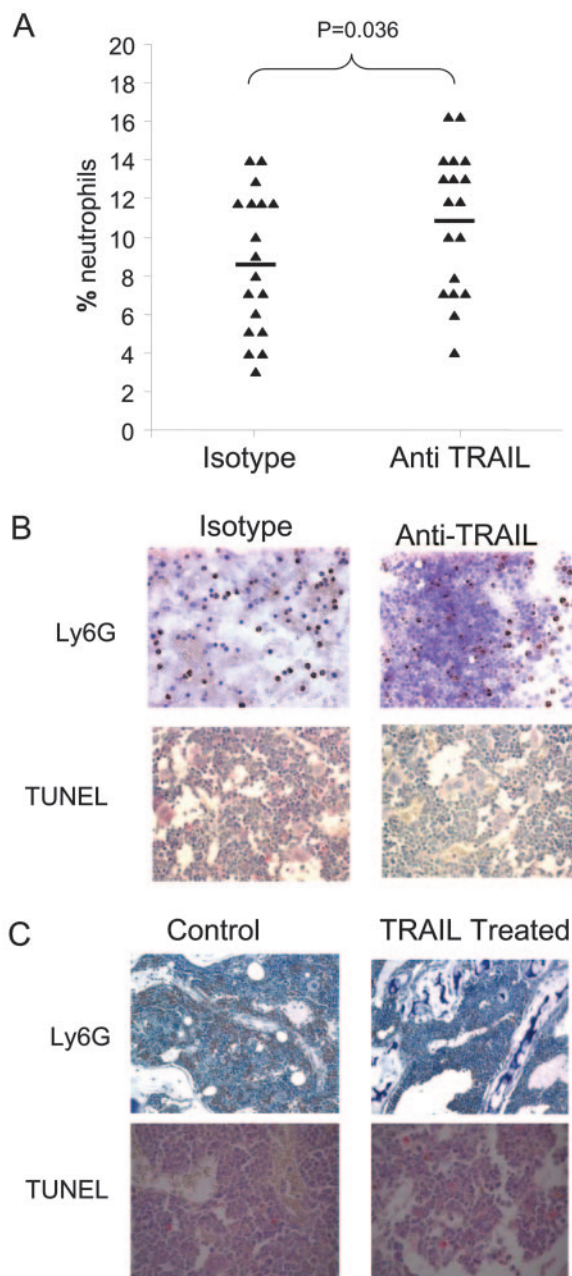 A
P=0.036
20
18
16
14
12
10
8
6
4
2
0
% neutrophils
Isotype
Anti TRAIL
B
Isotype
Anti-TRAIL
Ly6G
TUNEL
C
Control
TRAIL Treated
Ly6G
TUNEL